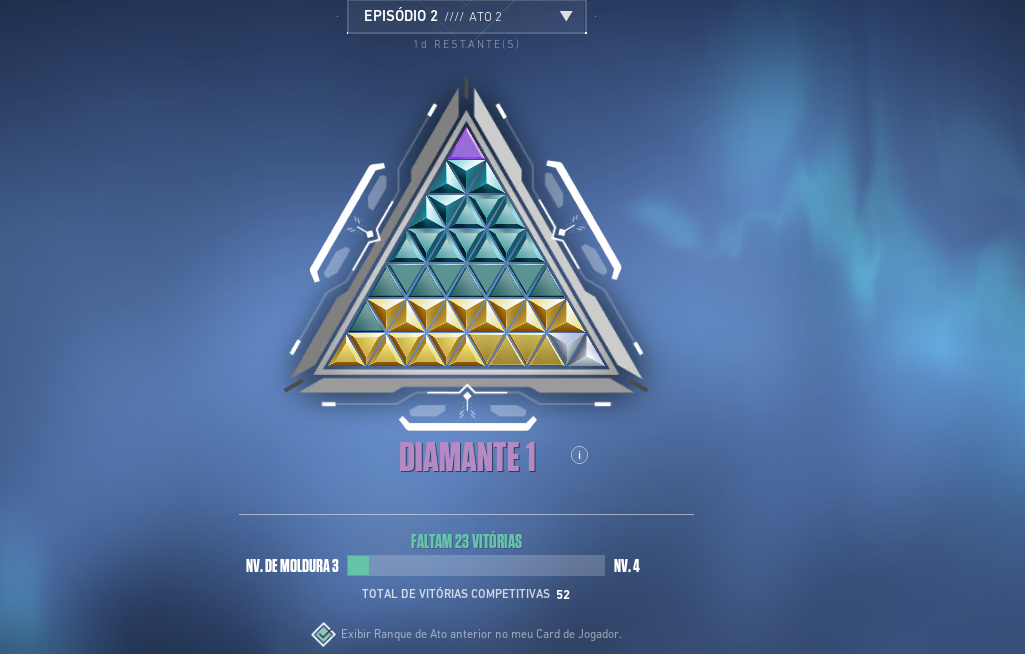 EPISÓDIO 2 //// ATO 2
1d RESTANTE(S)
DIAMANTE 1
i
FALTAM 23 VITÓRIAS
NV. DE MOLDURA 3 NV. 4
TOTAL DE VITÓRIAS COMPETITIVAS 52
Exibir Ranque de Ato anterior no meu Card de Jogador.